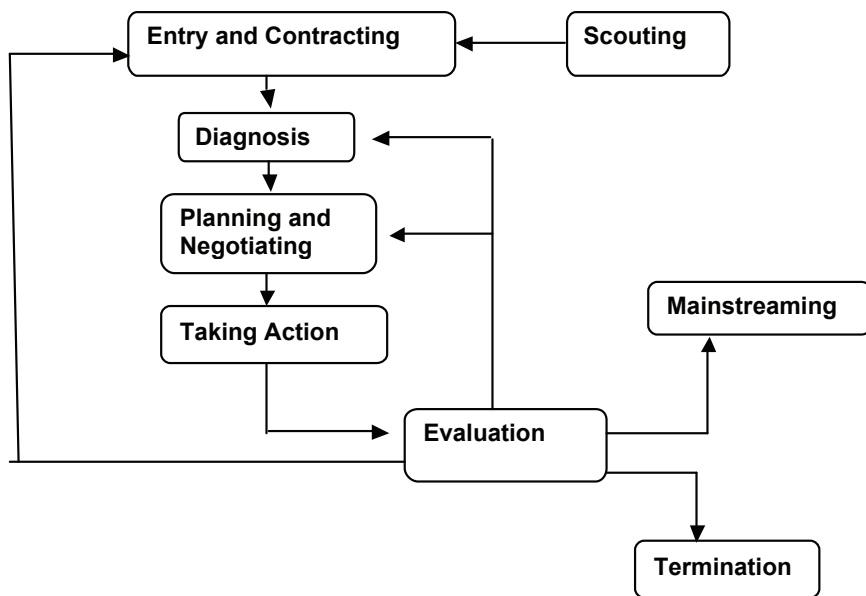 Entry and Contracting
Scouting
Diagnosis
Planning and
Negotiating
Mainstreaming
Taking Action
Evaluation
Termination